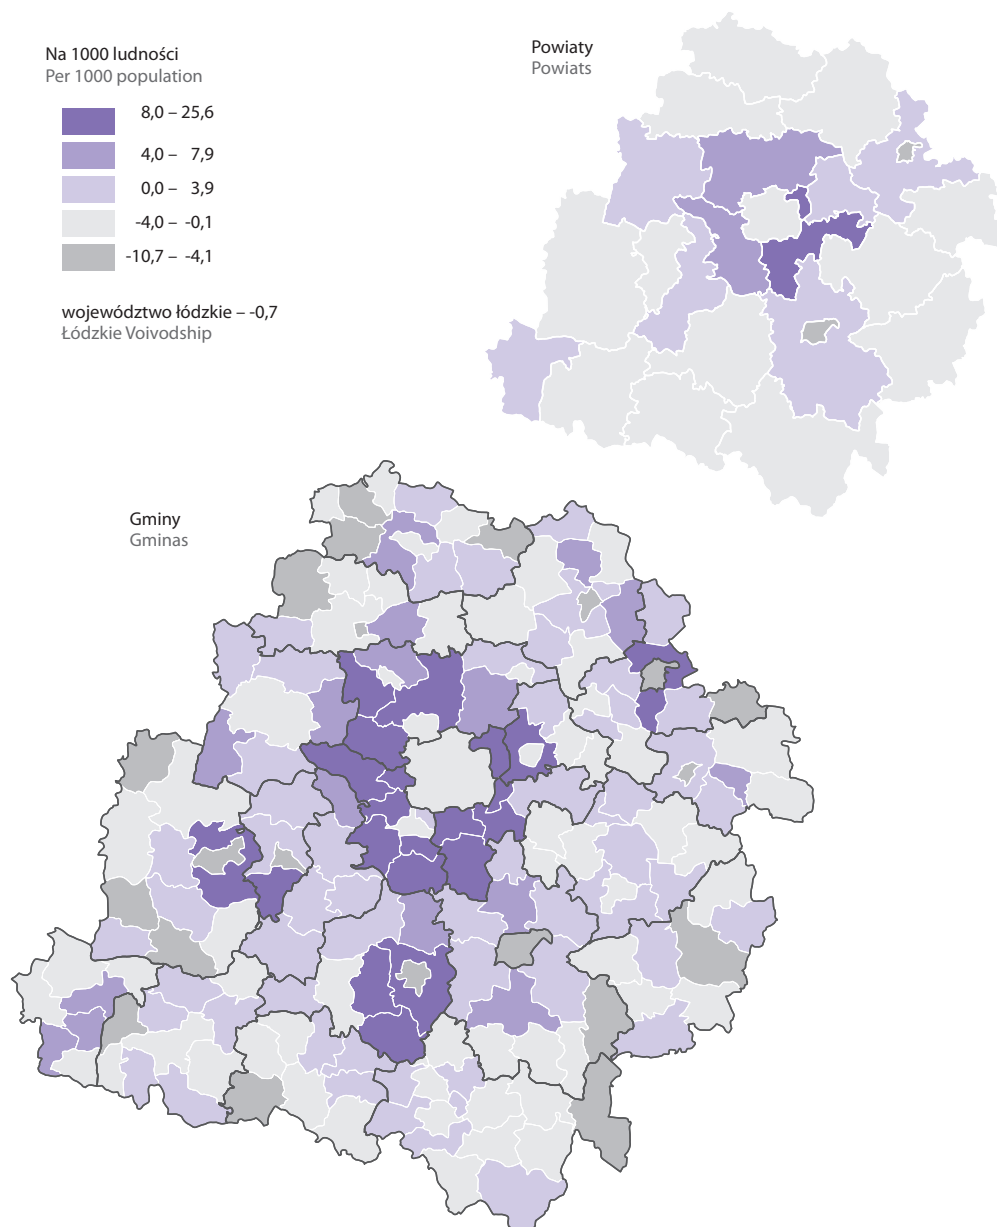 Na 1000 ludności
Per 1000 population
8,0 – 25,6
4,0 – 7,9
0,0 – 3,9
-4,0 – -0,1
-10,7 – -4,1
województwo łódzkie – -0,7
Łódzkie Voivodship
Powiaty
Powiats
Gminy
Gminas